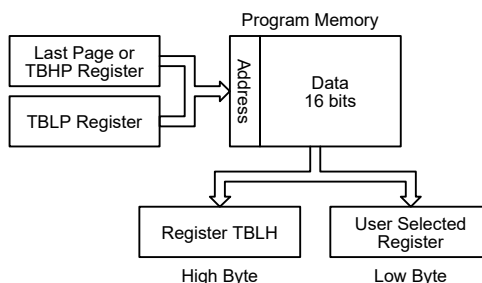 Program Memory
Last Page or
TBHP Register
TBLP Register
Address
Data
16 bits
Register TBLH
User Selected
Register
High Byte
Low Byte